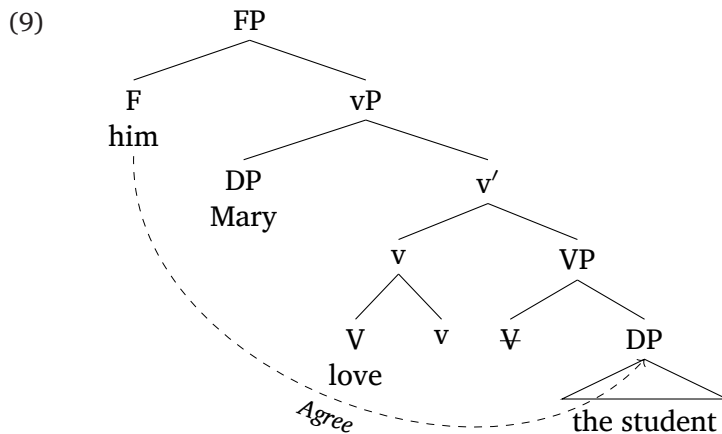 (9)
FP
F vP
him
DP v′
Mary
v VP
V v V̶ DP
love
Agree
the student